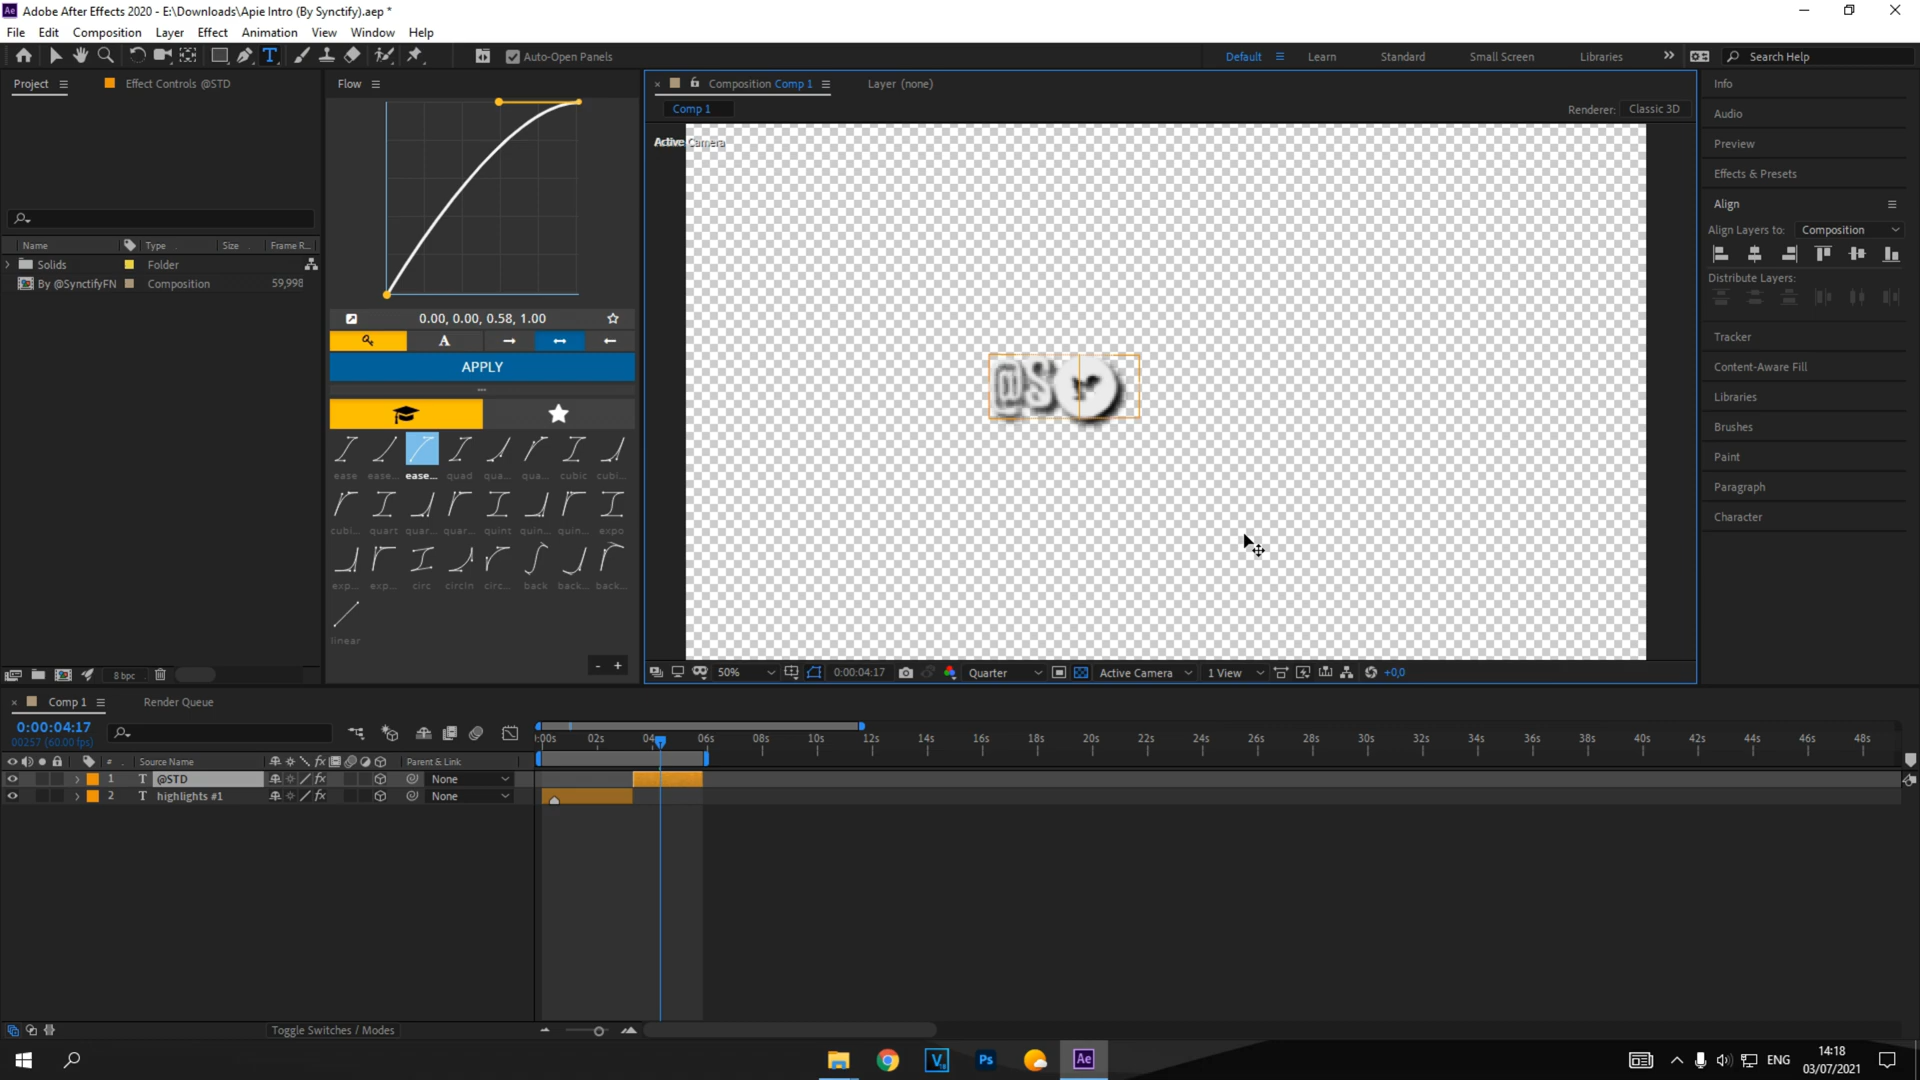 Adobe After Effects 2020 - E:\Downloads\Apie Intro (By Synctify).aep *
File Edit Composition Layer Effect Animation View Window Help
Auto-Open Panels
Default Learn Standard Small Screen Libraries Search Help
Project Effect Controls @STD
Flow
Composition Comp 1 Layer (none)
Comp 1
Renderer: Classic 3D
Active Camera
@S
Name Type Size Frame R...
Solids Folder
By @SynctifyFN Composition 59,998
0.00, 0.00, 0.58, 1.00
A
APPLY
ease ease... ease... quad qua... qua... cubic cubi...
cubi... quart quar... quar... quint quin... quin... expo
exp... exp... circ circIn circ... back back... back...
linear
- +
8 bpc
50% 0:00:04:17 Quarter Active Camera 1 View +0,0
Info
Audio
Preview
Effects & Presets
Align
Align Layers to: Composition
Distribute Layers:
Tracker
Content-Aware Fill
Libraries
Brushes
Paint
Paragraph
Character
Comp 1 Render Queue
0:00:04:17
00257 (60.00 fps)
:00s 02s 04s 06s 08s 10s 12s 14s 16s 18s 20s 22s 24s 26s 28s 30s 32s 34s 36s 38s 40s 42s 44s 46s 48s
# Source Name fx Parent & Link
1 T @STD fx None
2 T highlights #1 fx None
Toggle Switches / Modes
V Ps Ae
ENG 14:18
03/07/2021